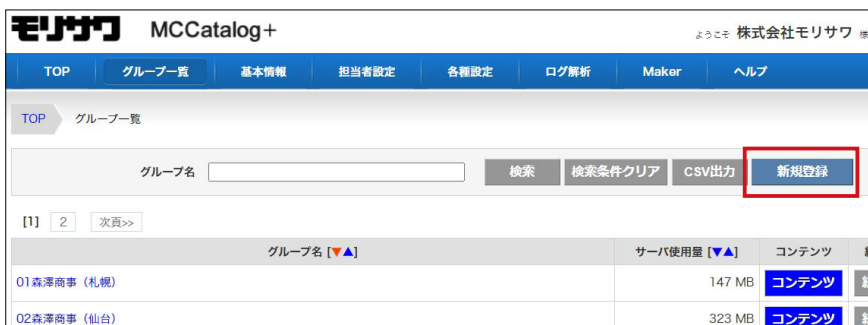 モリサワ MCCatalog+ ようこそ 株式会社モリサワ 様
TOP グループ一覧 基本情報 担当者設定 各種設定 ログ解析 Maker ヘルプ
TOP グループ一覧
グループ名 検索 検索条件クリア CSV出力 新規登録
[1] 2 次頁>>
グループ名 [▼▲] サーバ使用量 [▼▲] コンテンツ
01森澤商事（札幌） 147 MB コンテンツ
02森澤商事（仙台） 323 MB コンテンツ